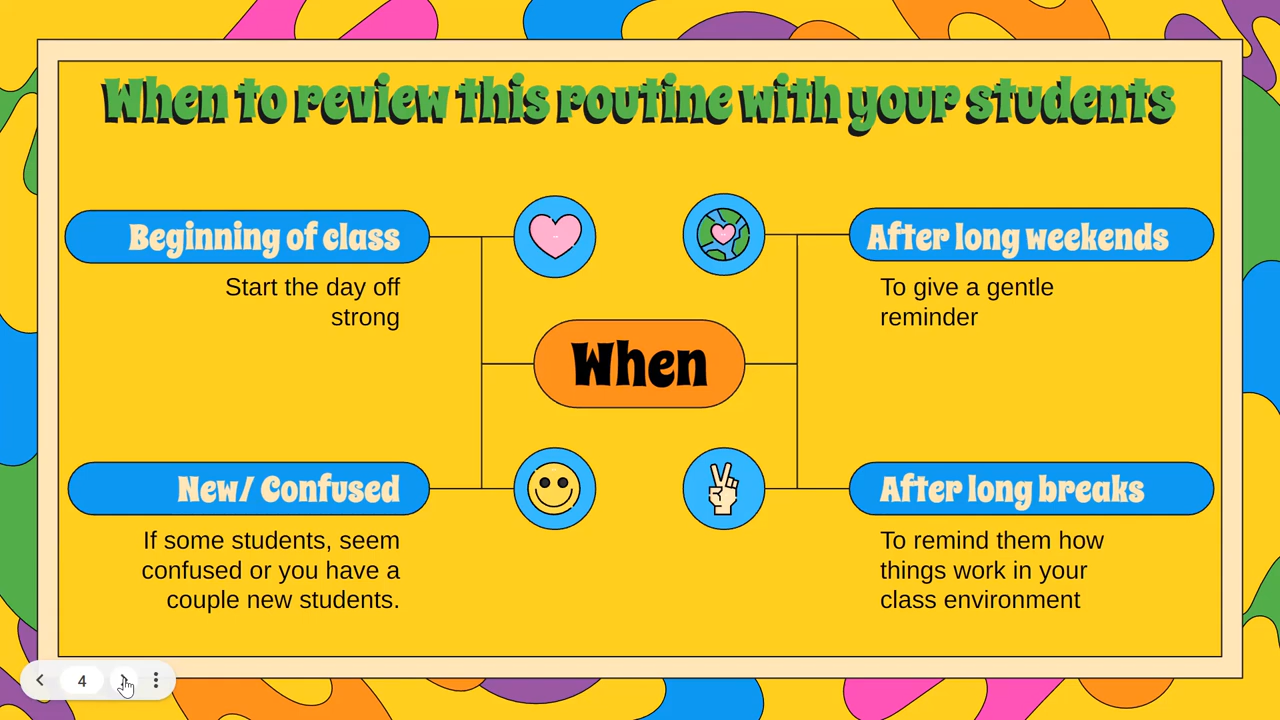 When to review this routine with your students
Beginning of class
Start the day off
strong
After long weekends
To give a gentle
reminder
When
New/ Confused
If some students, seem
confused or you have a
couple new students.
After long breaks
To remind them how
things work in your
class environment
4